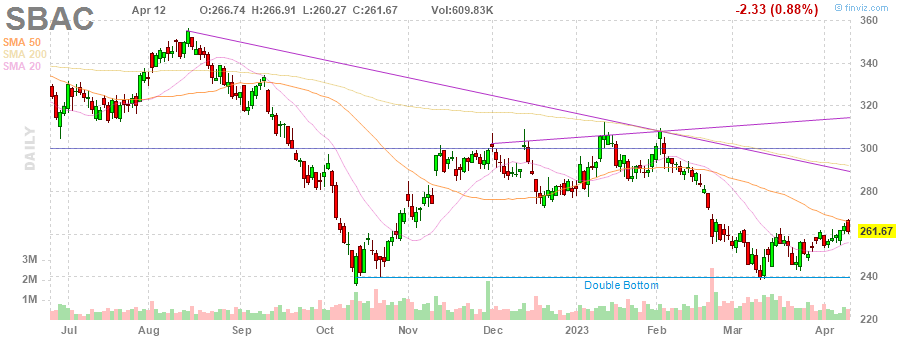 SBAC Apr 12 O:266.74 H:266.91 L:260.27 C:261.67 Vol:609.83K -2.33 (0.88%) @ finviz.com
SMA 50
SMA 200
SMA 20
DAILY
360
340
320
300
280
261.67
260
240
220
3M
2M
1M
Double Bottom
Jul Aug Sep Oct Nov Dec 2023 Feb Mar Apr